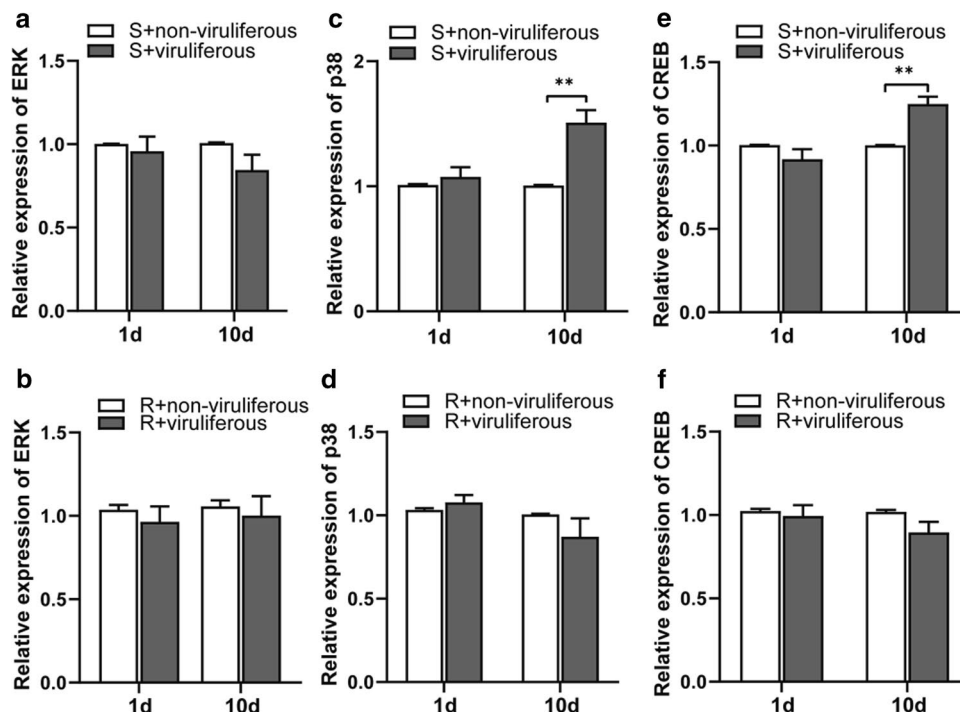 a
S+non-viruliferous
S+viruliferous
Relative expression of ERK
1.5
1.0
0.5
0.0
1d
10d
c
S+non-viruliferous
S+viruliferous
Relative expression of p38
2
1
0
**
1d
10d
e
S+non-viruliferous
S+viruliferous
Relative expression of CREB
1.5
1.0
0.5
0.0
**
1d
10d
b
R+non-viruliferous
R+viruliferous
Relative expression of ERK
1.5
1.0
0.5
0.0
1d
10d
d
R+non-viruliferous
R+viruliferous
Relative expression of p38
1.5
1.0
0.5
0.0
1d
10d
f
R+non-viruliferous
R+viruliferous
Relative expression of CREB
1.5
1.0
0.5
0.0
1d
10d